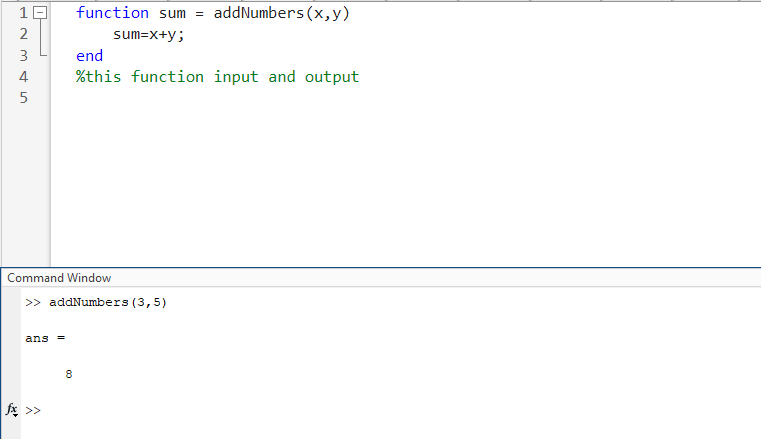 1 function sum = addNumbers(x,y)
2 sum=x+y;
3 end
4 %this function input and output
5
Command Window
>> addNumbers(3,5)
ans =
8
fx >>